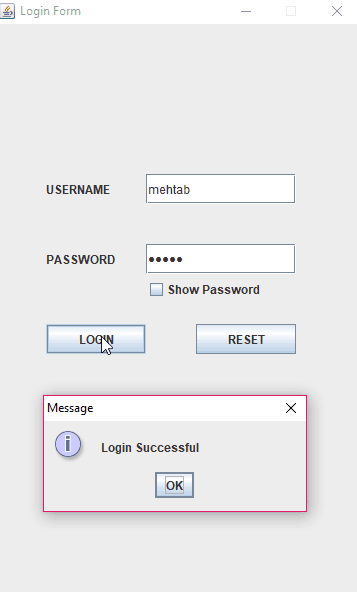 Login Form
USERNAME mehtab
PASSWORD •••••
Show Password
LOGIN RESET
Message
Login Successful
OK